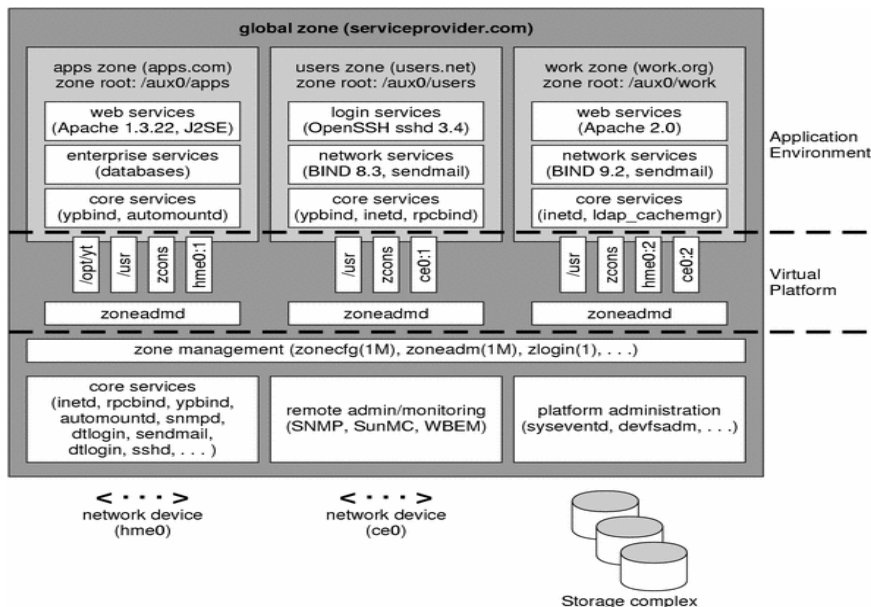 global zone (serviceprovider.com)
apps zone (apps.com)
zone root: /aux0/apps
web services
(Apache 1.3.22, J2SE)
enterprise services
(databases)
core services
(ypbind, automountd)
users zone (users.net)
zone root: /aux0/users
login services
(OpenSSH sshd 3.4)
network services
(BIND 8.3, sendmail)
core services
(ypbind, inetd, rpcbind)
work zone (work.org)
zone root: /aux0/work
web services
(Apache 2.0)
network services
(BIND 9.2, sendmail)
core services
(inetd, ldap_cachemgr)
Application
Environment
/opt/yt
/usr
zcons
hme0:1
zoneadmd
/usr
zcons
ce0:1
zoneadmd
/usr
zcons
hme0:2
ce0:2
zoneadmd
Virtual
Platform
zone management (zonecfg(1M), zoneadm(1M), zlogin(1), . . .)
core services
(inetd, rpcbind, ypbind,
automountd, snmpd,
dtlogin, sendmail,
dtlogin, sshd, . . . )
remote admin/monitoring
(SNMP, SunMC, WBEM)
platform administration
(syseventd, devfsadm, . . .)
<· · ·>
network device
(hme0)
<· · ·>
network device
(ce0)
Storage complex